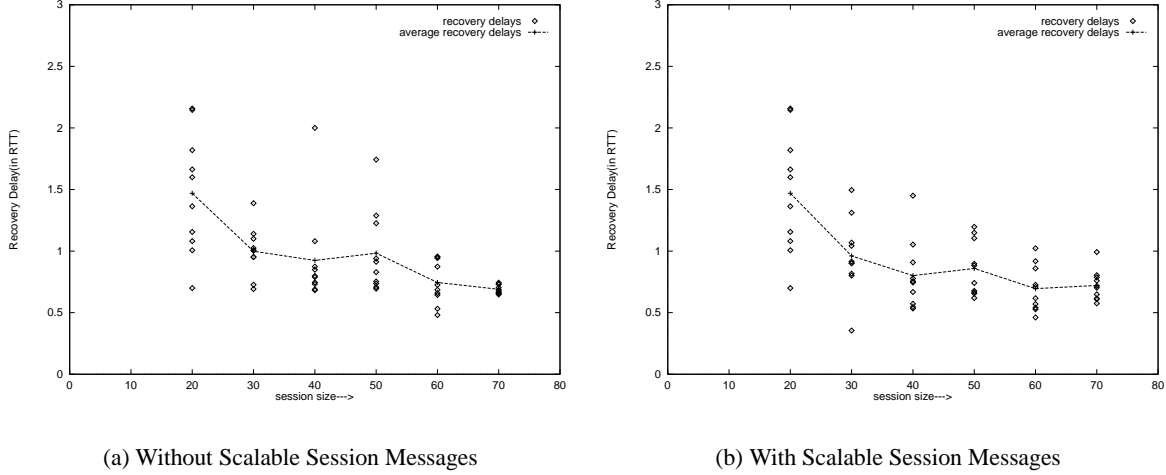 3
2.5
2
1.5
1
0.5
0
0 10 20 30 40 50 60 70 80
Recovery Delay(in RTT)
session size--->
recovery delays
average recovery delays
(a) Without Scalable Session Messages
3
2.5
2
1.5
1
0.5
0
0 10 20 30 40 50 60 70 80
Recovery Delay(in RTT)
session size--->
recovery delays
average recovery delays
(b) With Scalable Session Messages